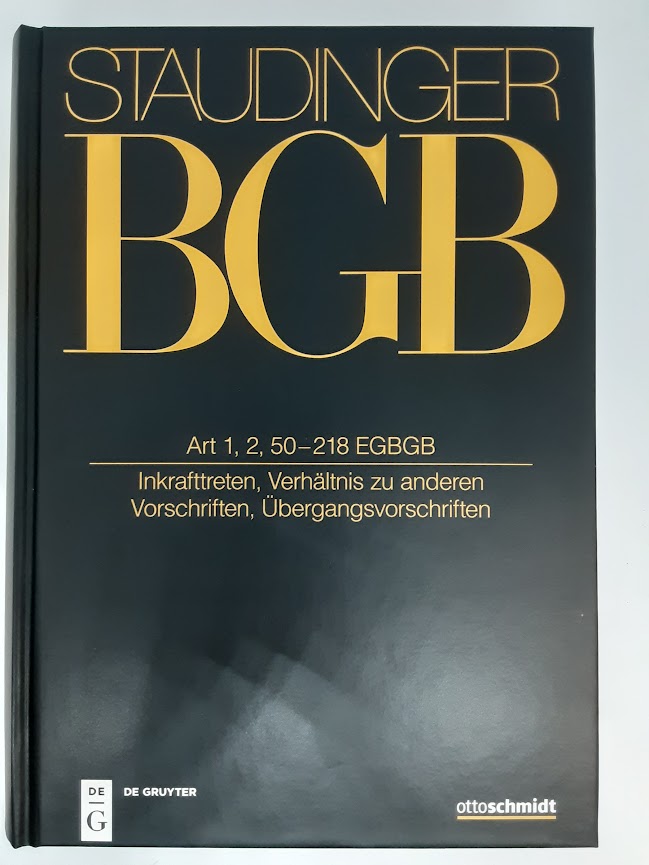 STAUDINGER
BGB
Art 1, 2, 50–218 EGBGB
Inkrafttreten, Verhältnis zu anderen
Vorschriften, Übergangsvorschriften
DE
G
DE GRUYTER
ottoschmidt